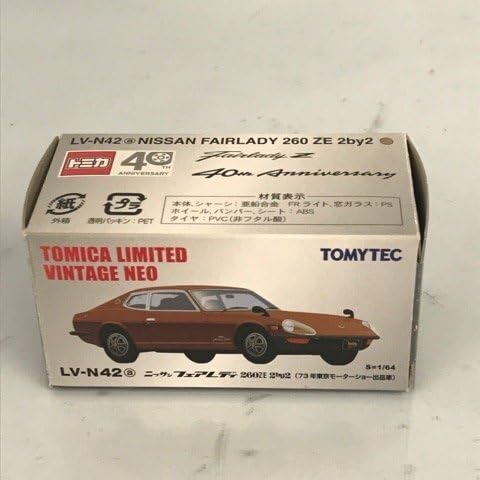 LV-N42 ⓐ NISSAN FAIRLADY 260 ZE 2by2
トミカ 40TH ANNIVERSARY
Fairlady Z
40th Anniversary
材質表示
本体、シャーシ:亜鉛合金 FRライト、窓ガラス:PS
ホイール、バンパー、シート:ABS
タイヤ:PVC(非フタル酸)
紙 プラ
外箱 透明パッキン:PET
TOMICA LIMITED
VINTAGE NEO
TOMYTEC
S=1/64
LV-N42 ⓐ ニッサン フェアレディ 260ZE 2by2 ('73年東京モーターショー出品車)